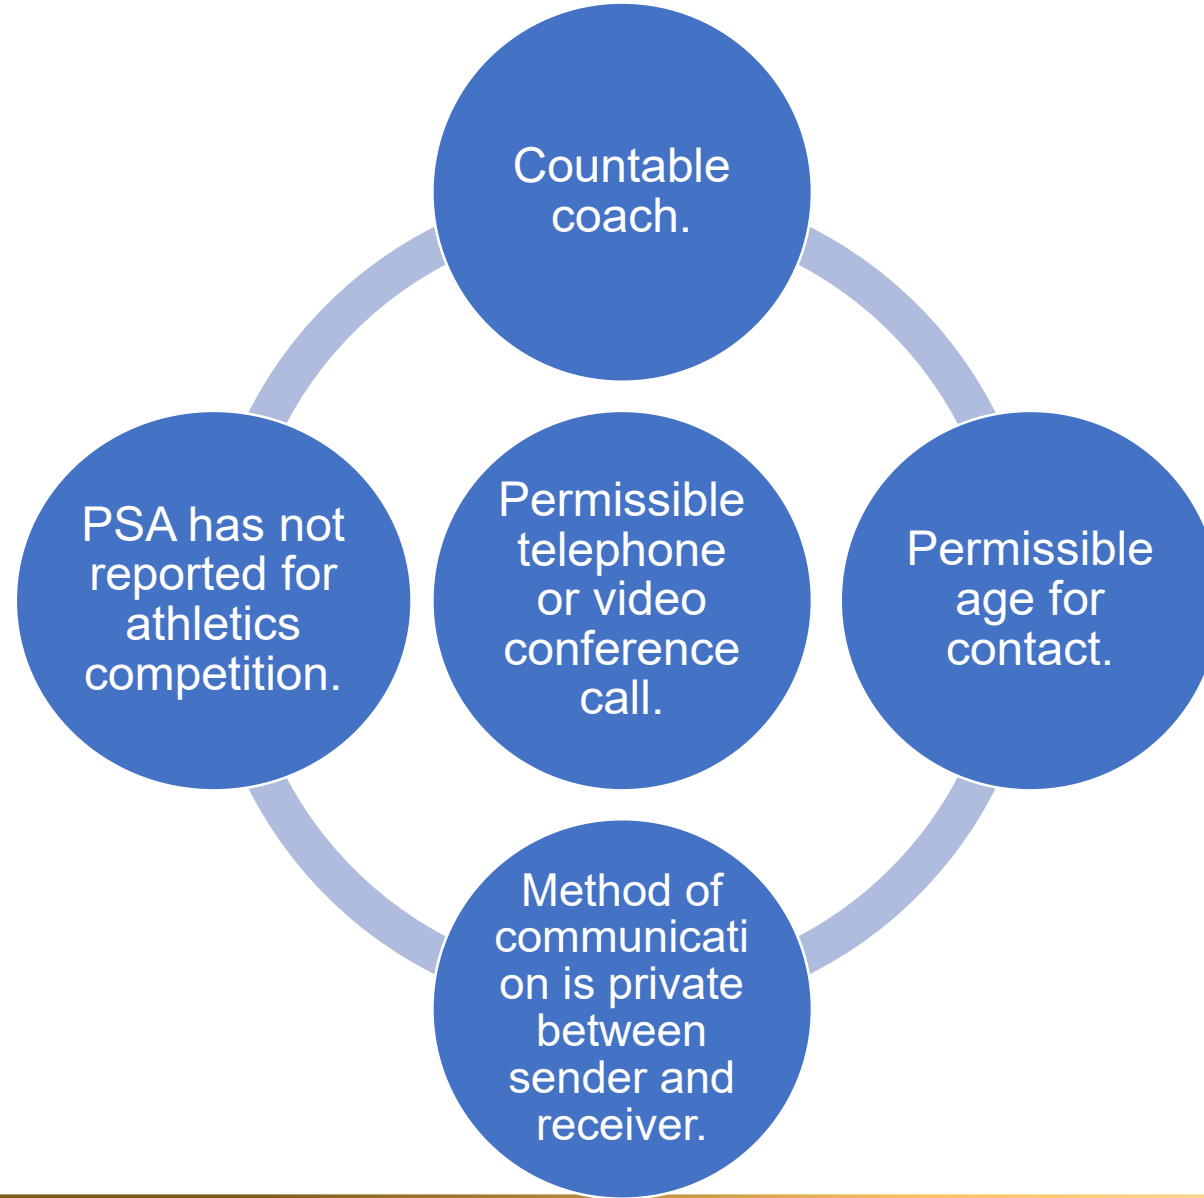 Countable
coach.
PSA has not
reported for
athletics
competition.
Permissible
telephone
or video
conference
call.
Permissible
age for
contact.
Method of
communicati
on is private
between
sender and
receiver.